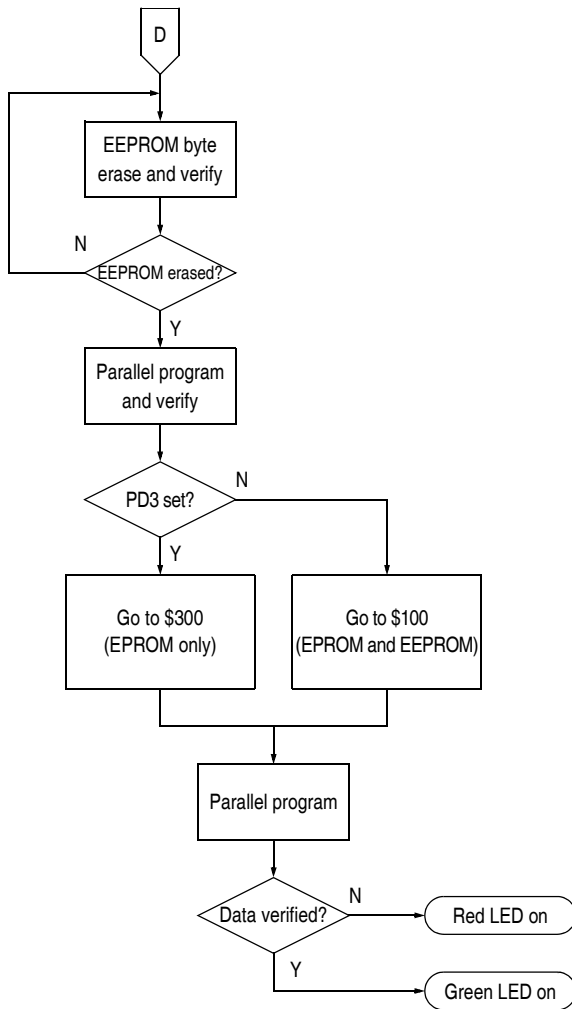 D
EEPROM byte
erase and verify
N
EEPROM erased?
Y
Parallel program
and verify
N
PD3 set?
Y
Go to $300
(EPROM only)
Go to $100
(EPROM and EEPROM)
Parallel program
N
Data verified?
Red LED on
Y
Green LED on